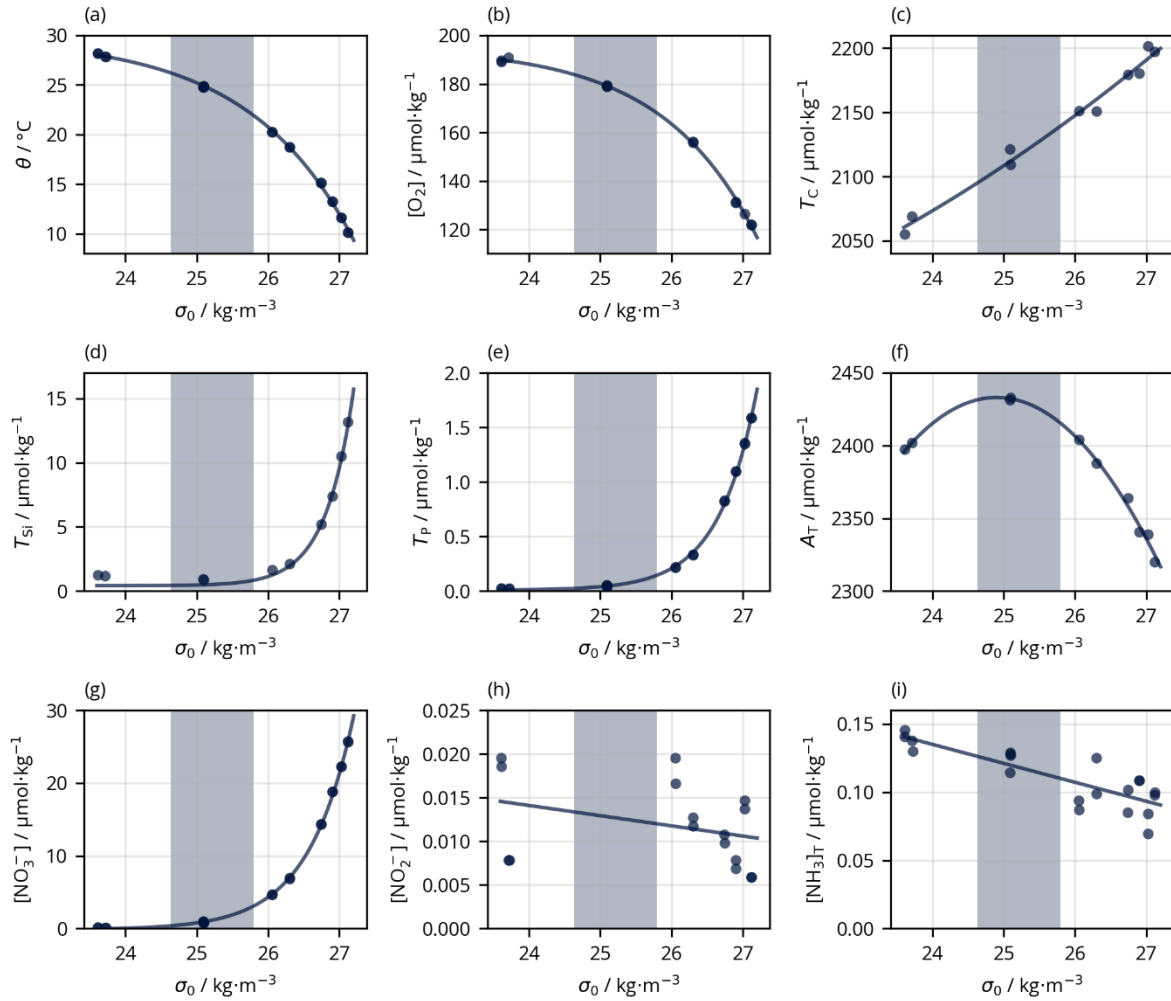 (a)
30
25
20
15
10
θ / °C
24 25 26 27
σ₀ / kg·m⁻³
(b)
200
180
160
140
120
[O₂] / µmol·kg⁻¹
24 25 26 27
σ₀ / kg·m⁻³
(c)
2200
2150
2100
2050
T_C / µmol·kg⁻¹
24 25 26 27
σ₀ / kg·m⁻³
(d)
15
10
5
0
T_Si / µmol·kg⁻¹
24 25 26 27
σ₀ / kg·m⁻³
(e)
2.0
1.5
1.0
0.5
0.0
T_P / µmol·kg⁻¹
24 25 26 27
σ₀ / kg·m⁻³
(f)
2450
2400
2350
2300
A_T / µmol·kg⁻¹
24 25 26 27
σ₀ / kg·m⁻³
(g)
30
20
10
0
[NO₃⁻] / µmol·kg⁻¹
24 25 26 27
σ₀ / kg·m⁻³
(h)
0.025
0.020
0.015
0.010
0.005
0.000
[NO₂⁻] / µmol·kg⁻¹
24 25 26 27
σ₀ / kg·m⁻³
(i)
0.15
0.10
0.05
0.00
[NH₃]_T / µmol·kg⁻¹
24 25 26 27
σ₀ / kg·m⁻³